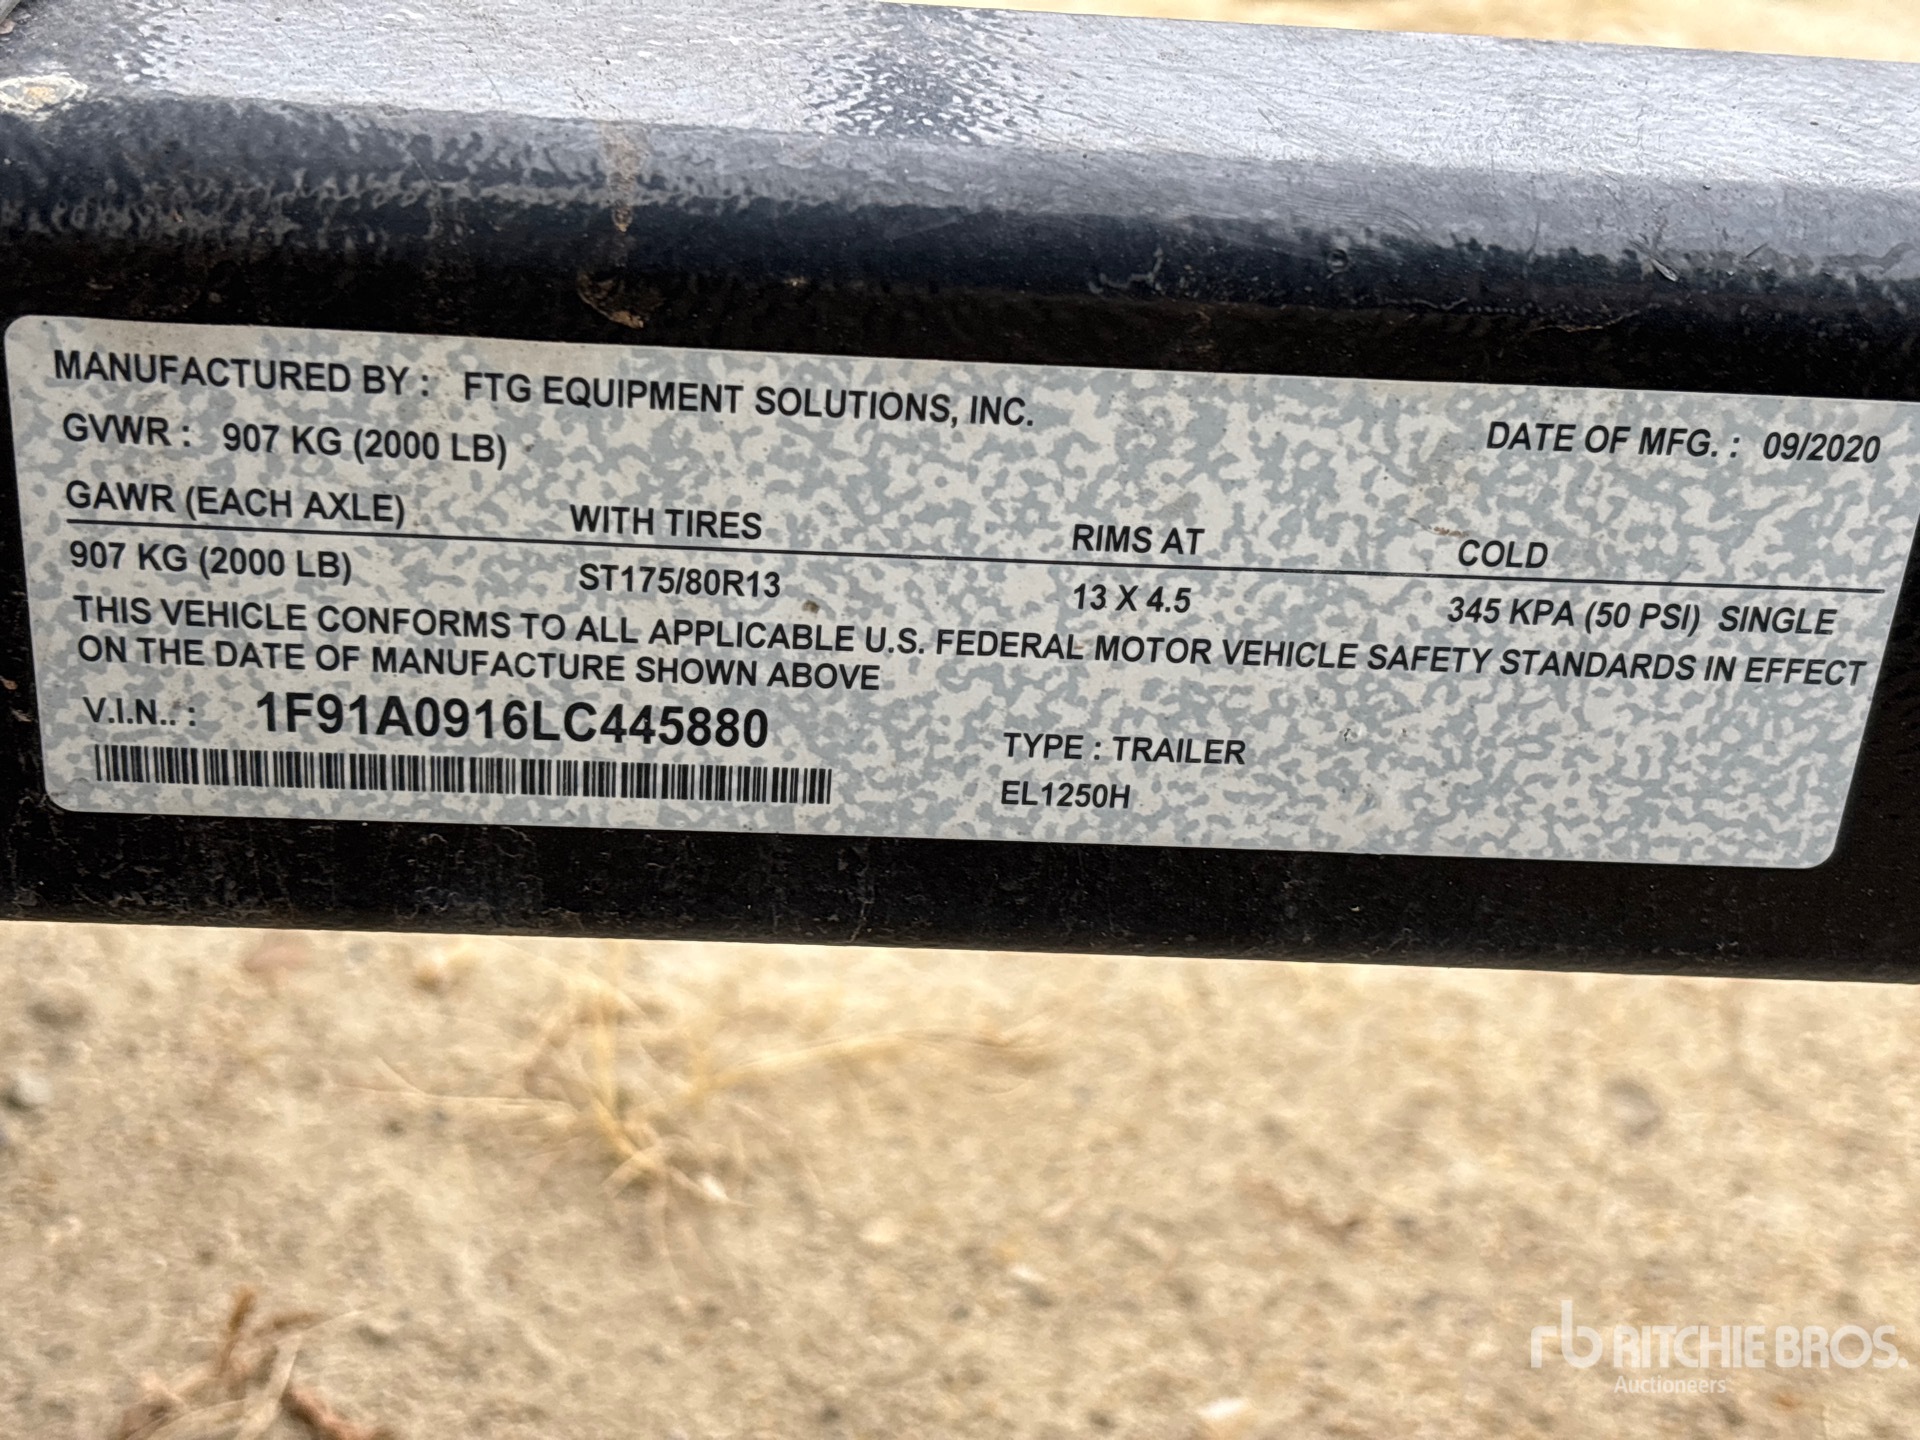 MANUFACTURED BY : FTG EQUIPMENT SOLUTIONS, INC.
GVWR : 907 KG (2000 LB) DATE OF MFG. : 09/2020
GAWR (EACH AXLE) WITH TIRES RIMS AT COLD
907 KG (2000 LB) ST175/80R13 13 X 4.5 345 KPA (50 PSI) SINGLE
THIS VEHICLE CONFORMS TO ALL APPLICABLE U.S. FEDERAL MOTOR VEHICLE SAFETY STANDARDS IN EFFECT
ON THE DATE OF MANUFACTURE SHOWN ABOVE
V.I.N.. : 1F91A0916LC445880
TYPE : TRAILER
EL1250H
rb RITCHIE BROS.
Auctioneers